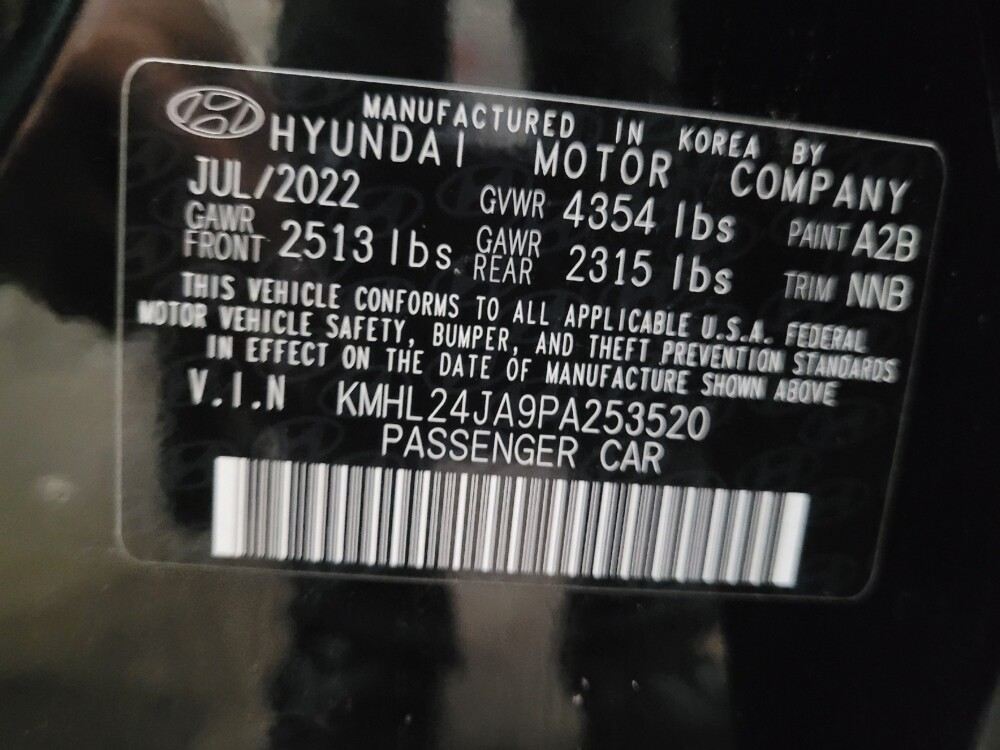 MANUFACTURED IN KOREA BY
HYUNDAI MOTOR COMPANY
JUL/2022 GVWR 4354 lbs PAINT A2B
GAWR FRONT 2513 lbs. GAWR REAR 2315 lbs TRIM NNB
THIS VEHICLE CONFORMS TO ALL APPLICABLE U.S.A. FEDERAL
MOTOR VEHICLE SAFETY, BUMPER, AND THEFT PREVENTION STANDARDS
IN EFFECT ON THE DATE OF MANUFACTURE SHOWN ABOVE
V.I.N KMHL24JA9PA253520
PASSENGER CAR